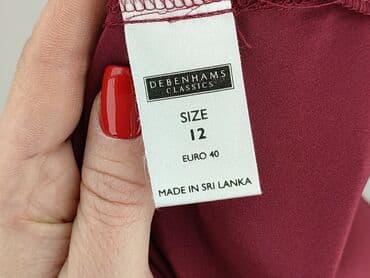 DEBENHAMS
CLASSICS
SIZE
12
EURO 40
MADE IN SRI LANKA